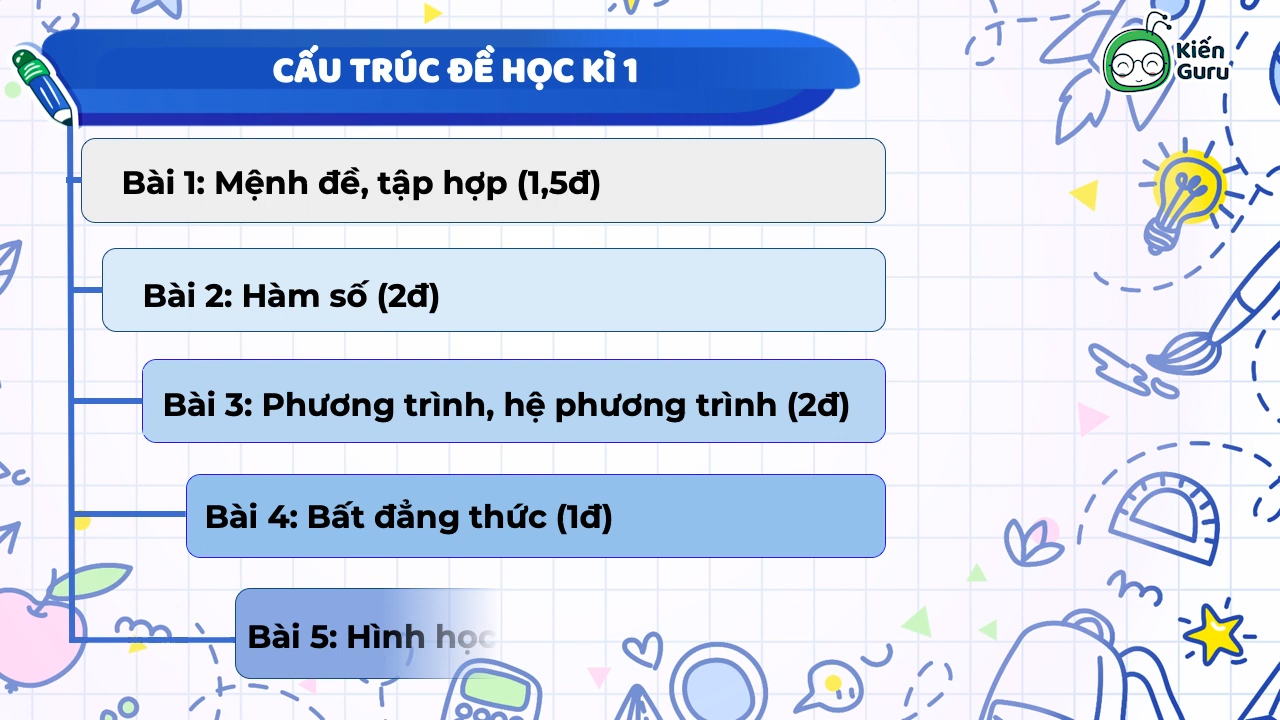 CẤU TRÚC ĐỀ HỌC KÌ 1
Kiến
Guru
Bài 1: Mệnh đề, tập hợp (1,5đ)
Bài 2: Hàm số (2đ)
Bài 3: Phương trình, hệ phương trình (2đ)
Bài 4: Bất đẳng thức (1đ)
Bài 5: Hình học